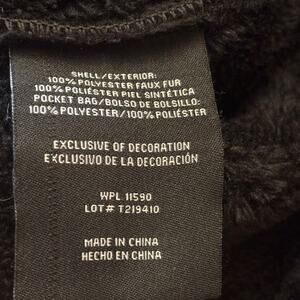 SHELL/EXTERIOR:
100% POLYESTER FAUX FUR
100% POLIÉSTER PIEL SINTÉTICA
POCKET BAG/BOLSO DE BOLSILLO:
100% POLYESTER/100% POLIÉSTER
EXCLUSIVE OF DECORATION
EXCLUSIVO DE LA DECORACIÓN
WPL 11590
LOT# T219410
MADE IN CHINA
HECHO EN CHINA